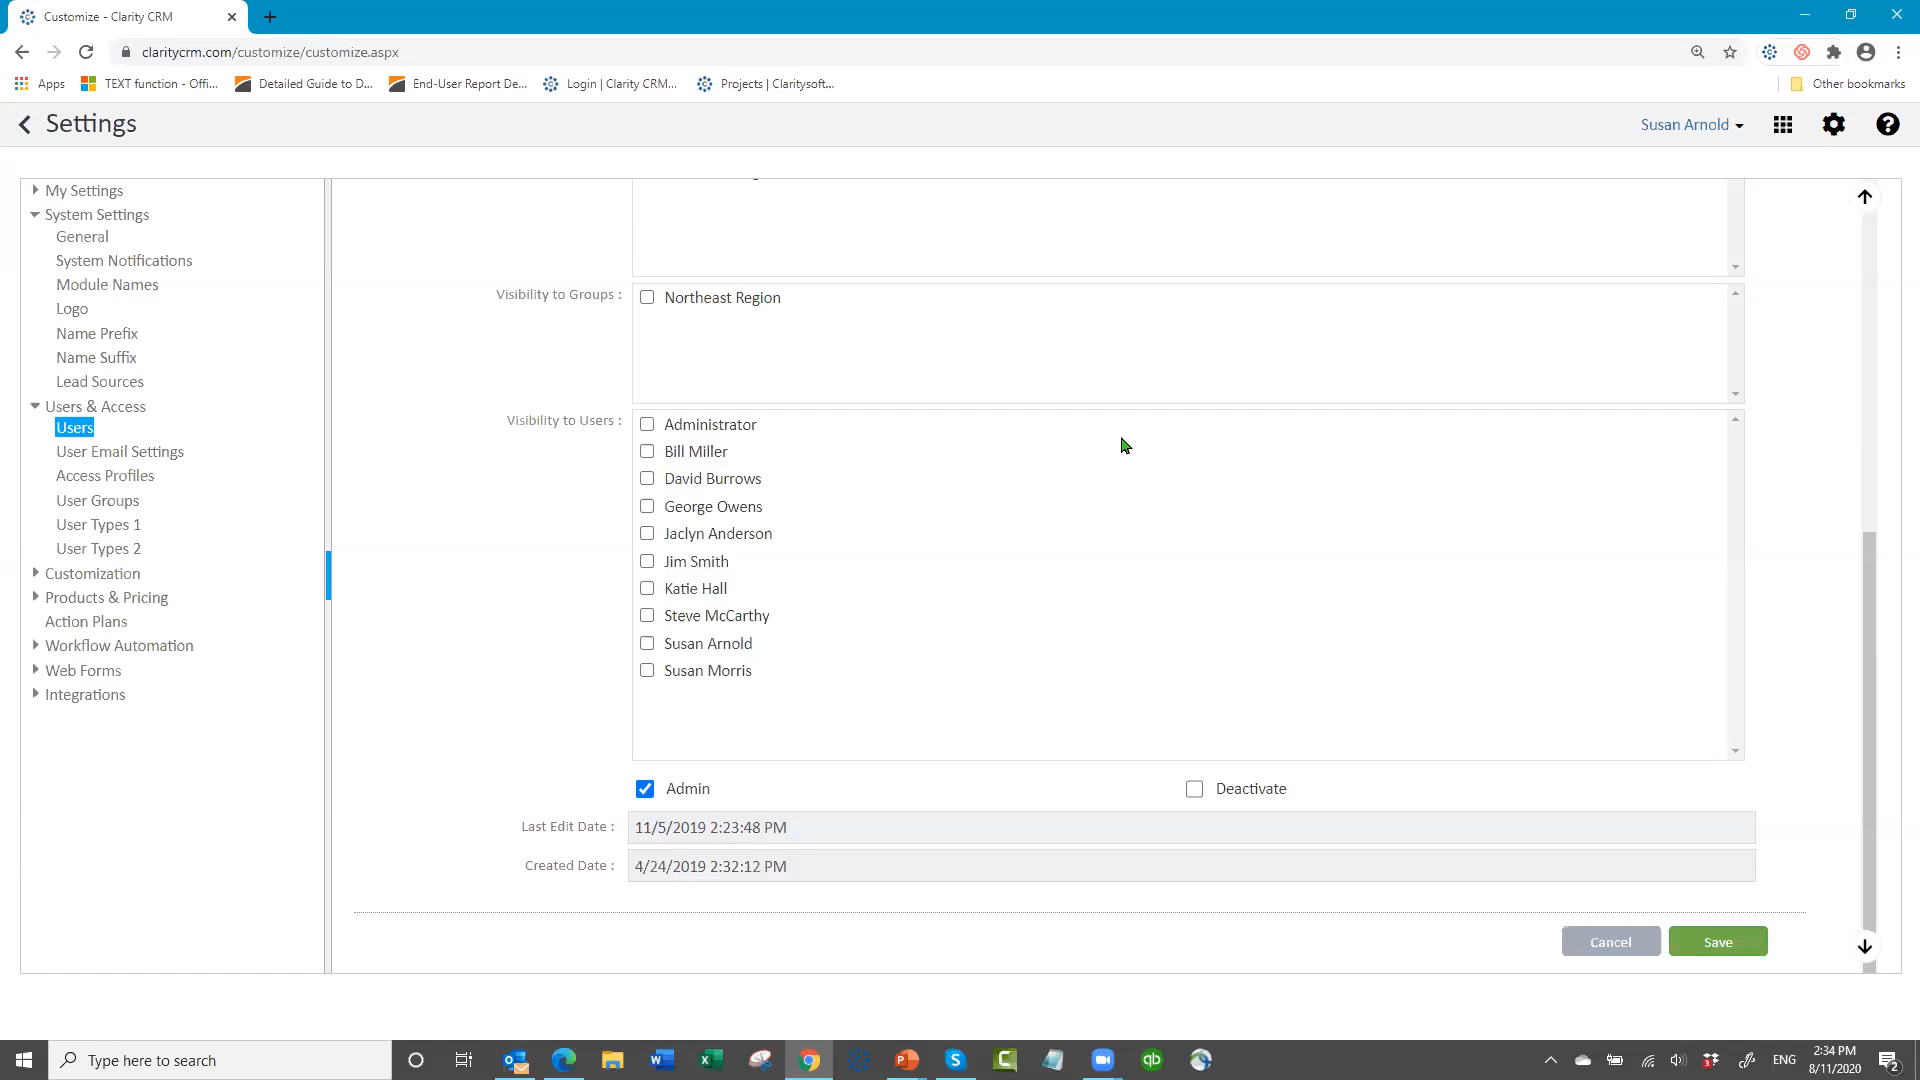 Customize - Clarity CRM
claritycrm.com/customize/customize.aspx
Apps
TEXT function - Offi...
Detailed Guide to D...
End-User Report De...
Login | Clarity CRM...
Projects | Claritysoft...
Other bookmarks
Settings
Susan Arnold
My Settings
System Settings
General
System Notifications
Module Names
Logo
Name Prefix
Name Suffix
Lead Sources
Users & Access
Users
User Email Settings
Access Profiles
User Groups
User Types 1
User Types 2
Customization
Products & Pricing
Action Plans
Workflow Automation
Web Forms
Integrations
Visibility to Groups :
Northeast Region
Visibility to Users :
Administrator
Bill Miller
David Burrows
George Owens
Jaclyn Anderson
Jim Smith
Katie Hall
Steve McCarthy
Susan Arnold
Susan Morris
Admin
Deactivate
Last Edit Date :
11/5/2019 2:23:48 PM
Created Date :
4/24/2019 2:32:12 PM
Cancel
Save
Type here to search
ENG
2:34 PM
8/11/2020
2